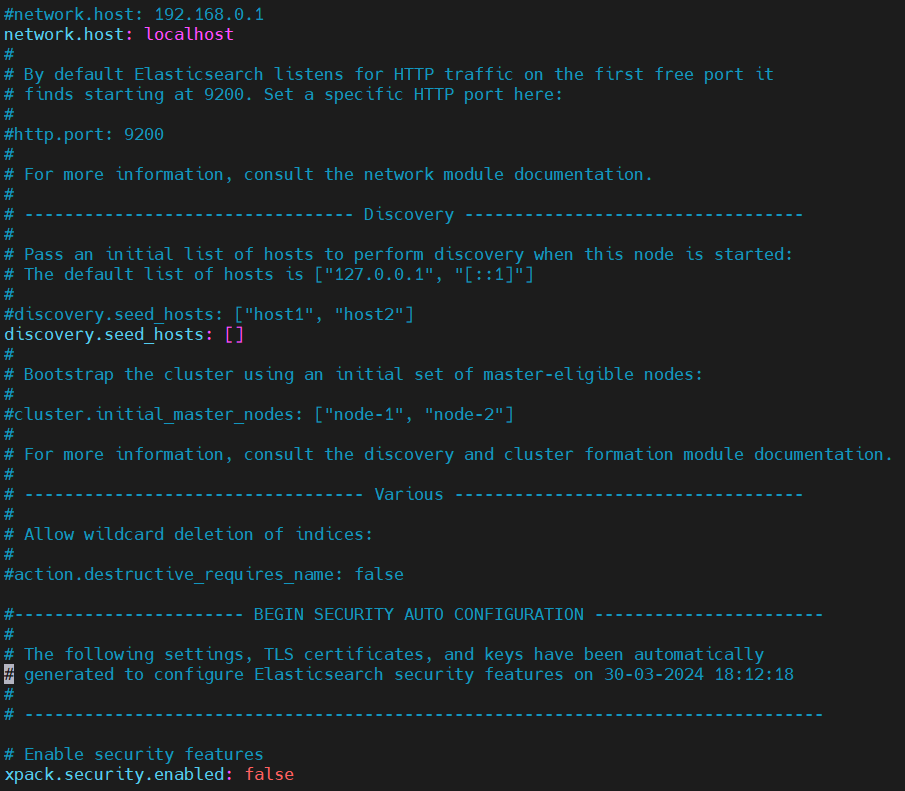 #network.host: 192.168.0.1
network.host: localhost
#
# By default Elasticsearch listens for HTTP traffic on the first free port it
# finds starting at 9200. Set a specific HTTP port here:
#
#http.port: 9200
#
# For more information, consult the network module documentation.
#
# --------------------------------- Discovery ----------------------------------
#
# Pass an initial list of hosts to perform discovery when this node is started:
# The default list of hosts is ["127.0.0.1", "[::1]"]
#
#discovery.seed_hosts: ["host1", "host2"]
discovery.seed_hosts: []
#
# Bootstrap the cluster using an initial set of master-eligible nodes:
#
#cluster.initial_master_nodes: ["node-1", "node-2"]
#
# For more information, consult the discovery and cluster formation module documentation.
#
# ---------------------------------- Various -----------------------------------
#
# Allow wildcard deletion of indices:
#
#action.destructive_requires_name: false

#----------------------- BEGIN SECURITY AUTO CONFIGURATION -----------------------
#
# The following settings, TLS certificates, and keys have been automatically
# generated to configure Elasticsearch security features on 30-03-2024 18:12:18
#
# --------------------------------------------------------------------------------

# Enable security features
xpack.security.enabled: false